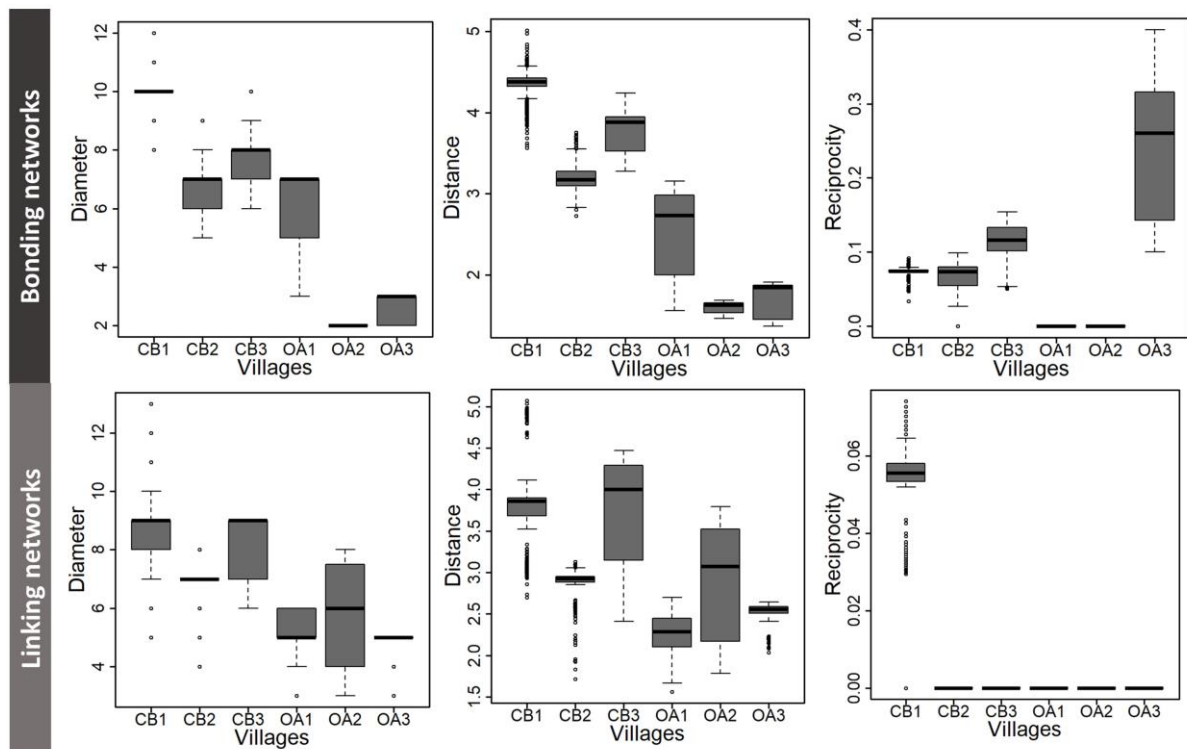 Bonding networks
Diameter
12
10
8
6
4
2
CB1 CB2 CB3 OA1 OA2 OA3
Villages
Distance
5
4
3
2
CB1 CB2 CB3 OA1 OA2 OA3
Villages
Reciprocity
0.4
0.3
0.2
0.1
0.0
CB1 CB2 CB3 OA1 OA2 OA3
Villages
Linking networks
Diameter
12
10
8
6
4
CB1 CB2 CB3 OA1 OA2 OA3
Villages
Distance
5.0
4.5
4.0
3.5
3.0
2.5
2.0
1.5
CB1 CB2 CB3 OA1 OA2 OA3
Villages
Reciprocity
0.06
0.04
0.02
0.00
CB1 CB2 CB3 OA1 OA2 OA3
Villages